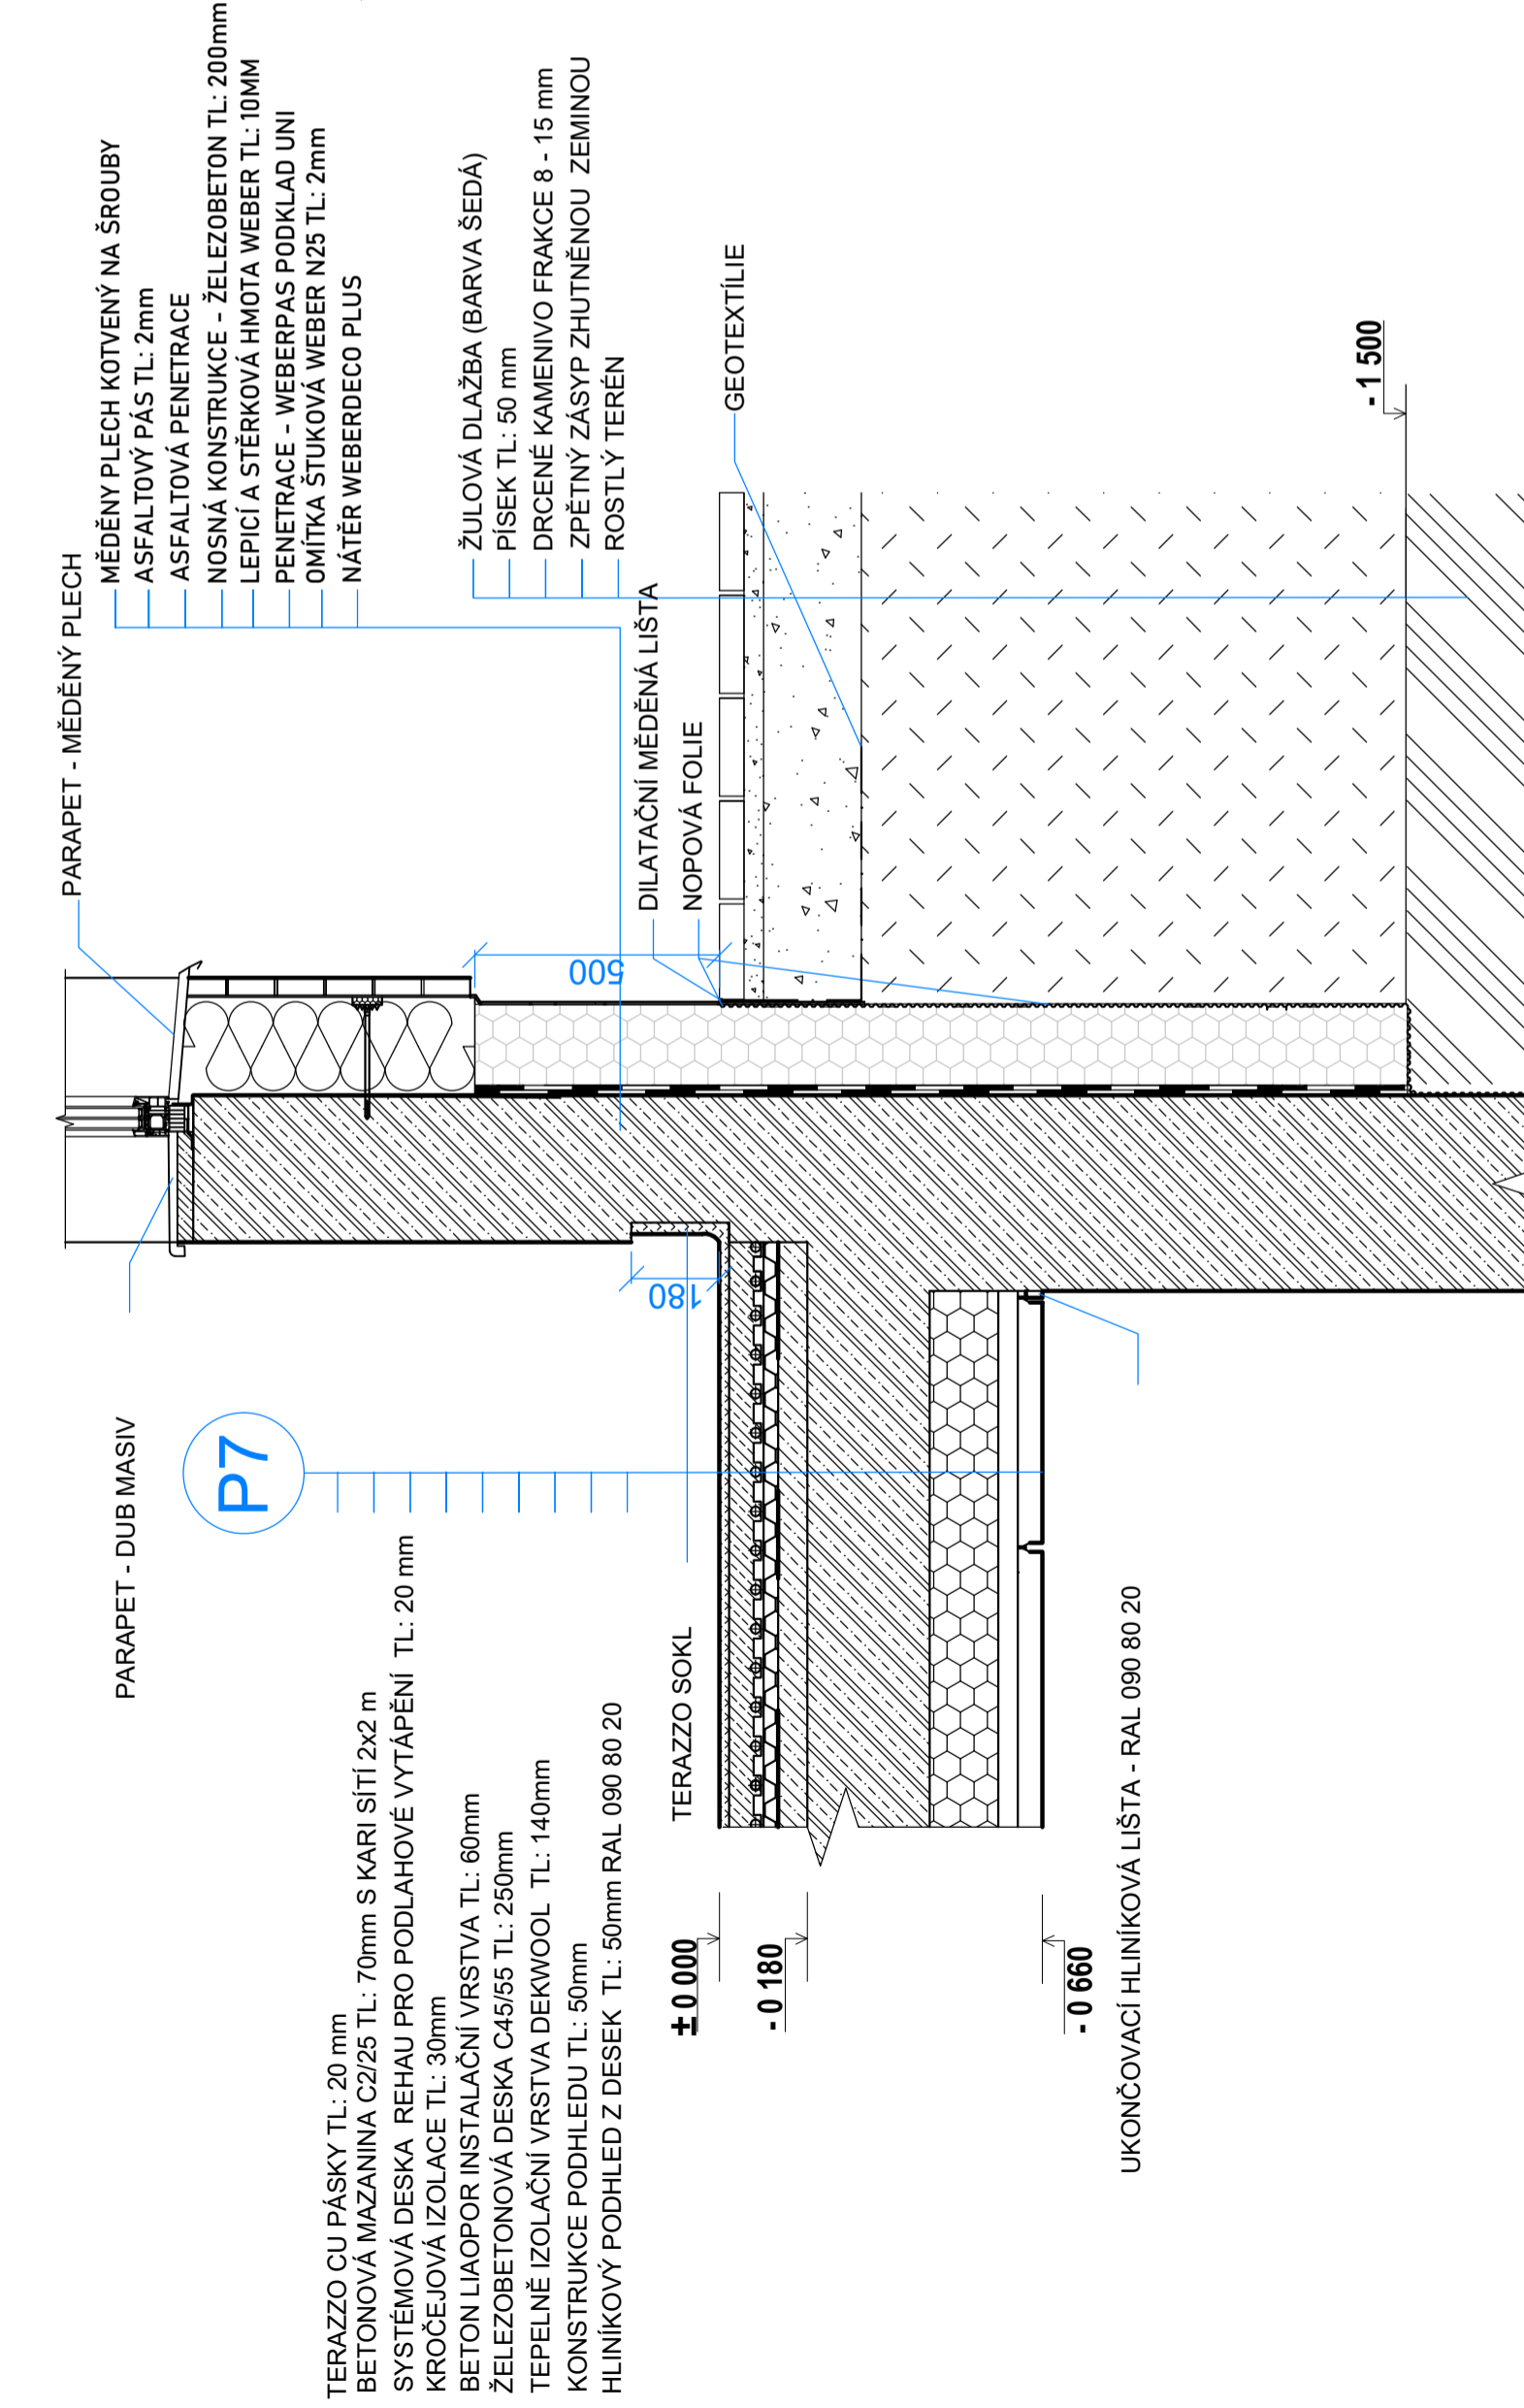 PARAPET - MĚDĚNÝ PLECH
MĚDĚNY PLECH KOTVENÝ NA ŠROUBY
ASFALTOVÝ PÁS TL: 2mm
ASFALTOVÁ PENETRACE
NOSNÁ KONSTRUKCE - ŽELEZOBETON TL: 200mm
LEPICÍ A STĚRKOVÁ HMOTA WEBER TL: 10MM
PENETRACE - WEBERPAS PODKLAD UNI
OMÍTKA ŠTUKOVÁ WEBER N25 TL: 2mm
NÁTĚR WEBERDECO PLUS
ŽULOVÁ DLAŽBA (BARVA ŠEDÁ)
PÍSEK TL: 50 mm
DRCENÉ KAMENIVO FRAKCE 8 - 15 mm
ZPĚTNÝ ZÁSYP ZHUTNĚNOU ZEMINOU
ROSTLÝ TERÉN
GEOTEXTÍLIE
DILATAČNÍ MĚDĚNÁ LIŠTA
NOPOVÁ FOLIE
500
180
- 1 500
PARAPET - DUB MASIV
P7
TERAZZO CU PÁSKY TL: 20 mm
BETONOVÁ MAZANINA C2/25 TL: 70mm S KARI SÍTÍ 2x2 m
SYSTÉMOVÁ DESKA REHAU PRO PODLAHOVÉ VYTÁPĚNÍ TL: 20 mm
KROČEJOVÁ IZOLACE TL: 30mm
BETON LIAOPOR INSTALAČNÍ VRSTVA TL: 60mm
ŽELEZOBETONOVÁ DESKA C45/55 TL: 250mm
TEPELNĚ IZOLAČNÍ VRSTVA DEKWOOL TL: 140mm
KONSTRUKCE PODHLEDU TL: 50mm
HLINÍKOVÝ PODHLED Z DESEK TL: 50mm RAL 090 80 20
TERAZZO SOKL
± 0 000
- 0 180
- 0 660
UKONČOVACÍ HLINÍKOVÁ LIŠTA - RAL 090 80 20